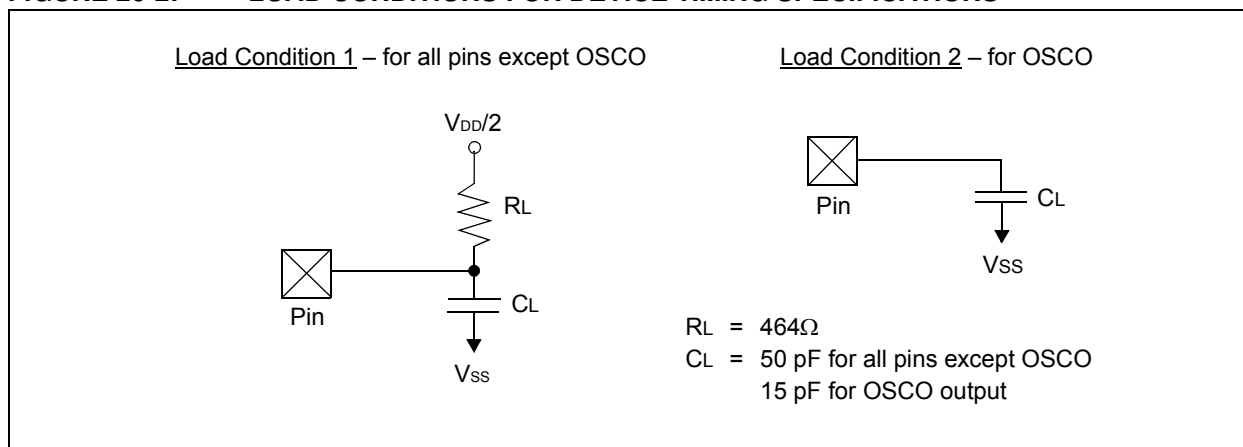 Load Condition 1 – for all pins except OSCO
Load Condition 2 – for OSCO
VDD/2
RL
Pin
CL
VSS
Pin
CL
VSS
RL = 464Ω
CL = 50 pF for all pins except OSCO
15 pF for OSCO output